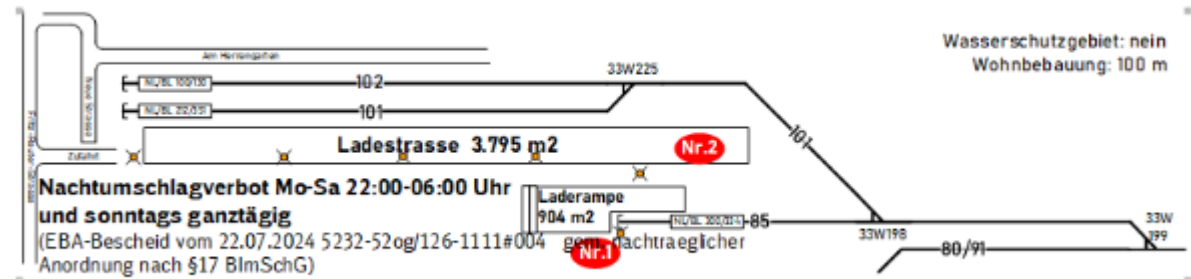 Am Herrengarten
Wasserschutzgebiet: nein
Wohnbebauung: 100 m
33W225
102
101
Zufahrt
Ladestrasse 3.795 m2
Nr.2
101
Nachtumschlagverbot Mo-Sa 22:00-06:00 Uhr
und sonntags ganztägig
(EBA-Bescheid vom 22.07.2024 5232-52og/126-1111#004 gem. nachtraeglicher
Anordnung nach §17 BImSchG)
Laderampe
904 m2
Nr.1
85
33W198
33W
199
80/91